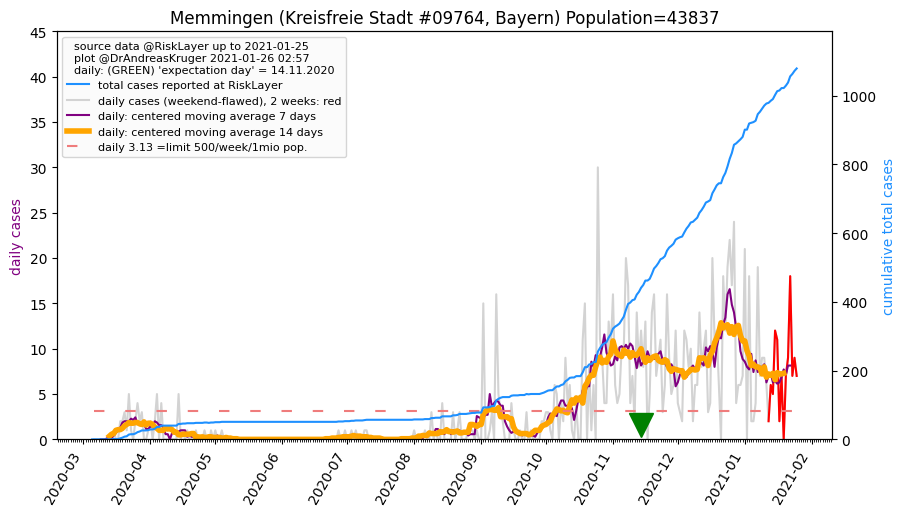 Memmingen (Kreisfreie Stadt #09764, Bayern) Population=43837
source data @RiskLayer up to 2021-01-25
plot @DrAndreasKruger 2021-01-26 02:57
daily: (GREEN) 'expectation day' = 14.11.2020
total cases reported at RiskLayer
daily cases (weekend-flawed), 2 weeks: red
daily: centered moving average 7 days
daily: centered moving average 14 days
daily 3.13 =limit 500/week/1mio pop.
daily cases
45
40
35
30
25
20
15
10
5
0
cumulative total cases
1000
800
600
400
200
0
2020-03
2020-04
2020-05
2020-06
2020-07
2020-08
2020-09
2020-10
2020-11
2020-12
2021-01
2021-02